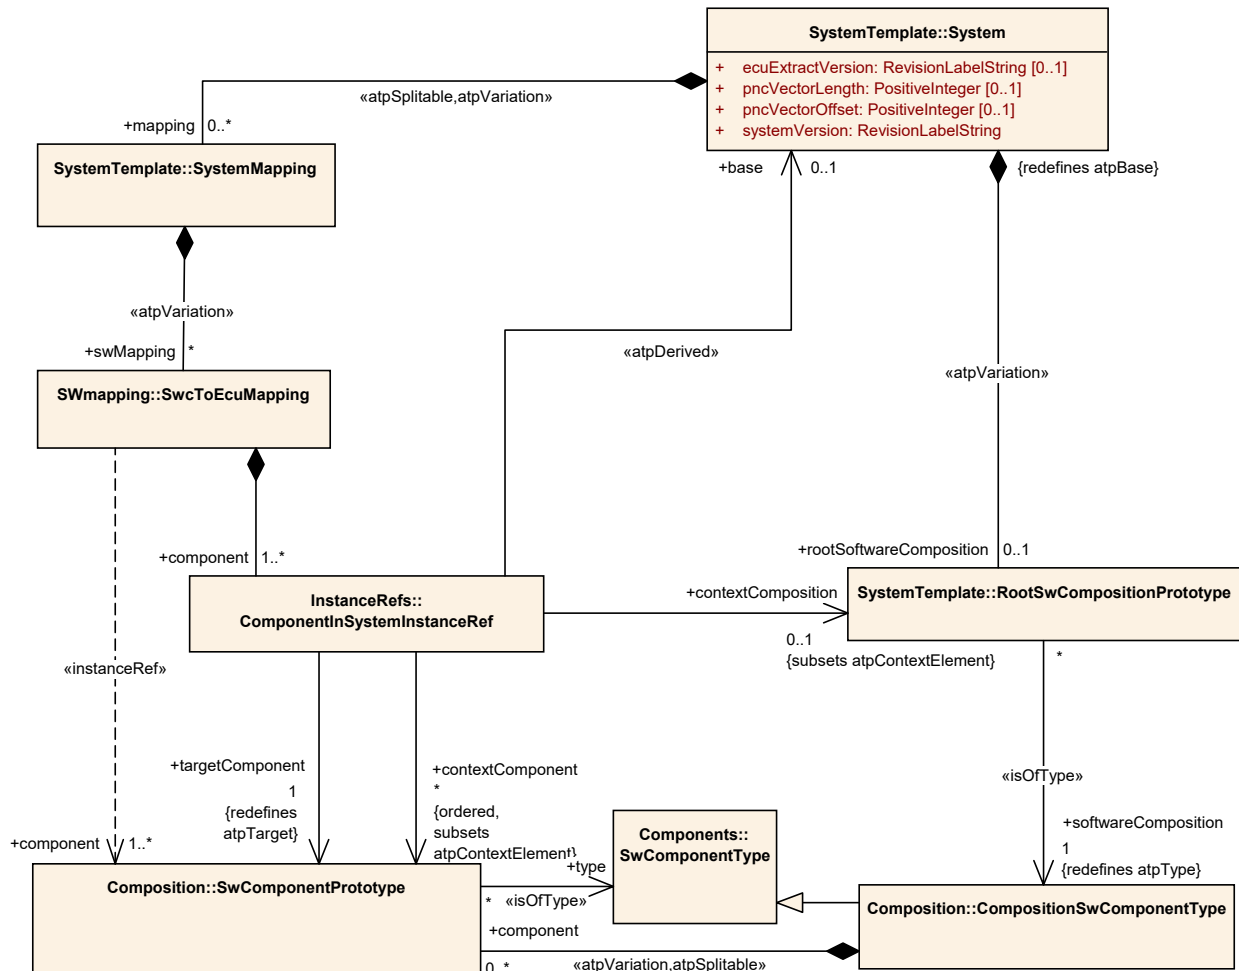 SystemTemplate::System
+ ecuExtractVersion: RevisionLabelString [0..1]
+ pncVectorLength: PositiveInteger [0..1]
+ pncVectorOffset: PositiveInteger [0..1]
+ systemVersion: RevisionLabelString
«atpSplitable,atpVariation»
+mapping 0..*
SystemTemplate::SystemMapping
+base 0..1
{redefines atpBase}
«atpVariation»
+swMapping *
«atpDerived»
«atpVariation»
SWmapping::SwcToEcuMapping
+component 1..*
+rootSoftwareComposition 0..1
InstanceRefs::
ComponentInSystemInstanceRef
+contextComposition
0..1
{subsets atpContextElement}
SystemTemplate::RootSwCompositionPrototype
*
«instanceRef»
+targetComponent
1
{redefines
atpTarget}
+contextComponent
*
{ordered,
subsets
atpContextElement}
«isOfType»
+softwareComposition
1
{redefines atpType}
+component 1..*
Components::
SwComponentType
+type
* «isOfType»
Composition::SwComponentPrototype
Composition::CompositionSwComponentType
+component
0..*
«atpVariation,atpSplitable»